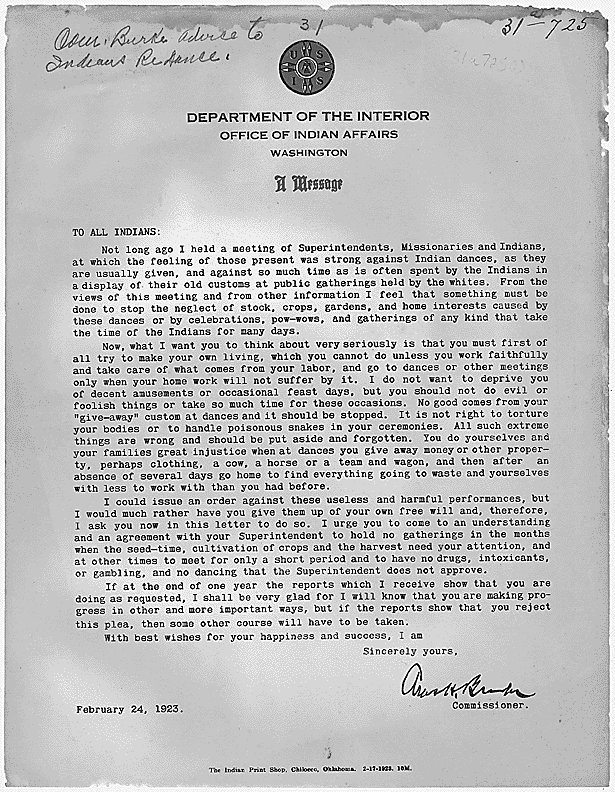 Com. Burke advice to
31
31-725
Indians Re Dance.
U S
I S
DEPARTMENT OF THE INTERIOR
OFFICE OF INDIAN AFFAIRS
WASHINGTON
A Message
TO ALL INDIANS:
Not long ago I held a meeting of Superintendents, Missionaries and Indians,
at which the feeling of those present was strong against Indian dances, as they
are usually given, and against so much time as is often spent by the Indians in
a display of their old customs at public gatherings held by the whites. From the
views of this meeting and from other information I feel that something must be
done to stop the neglect of stock, crops, gardens, and home interests caused by
these dances or by celebrations, pow-wows, and gatherings of any kind that take
the time of the Indians for many days.
Now, what I want you to think about very seriously is that you must first of
all try to make your own living, which you cannot do unless you work faithfully
and take care of what comes from your labor, and go to dances or other meetings
only when your home work will not suffer by it. I do not want to deprive you
of decent amusements or occasional feast days, but you should not do evil or
foolish things or take so much time for these occasions. No good comes from your
"give-away" custom at dances and it should be stopped. It is not right to torture
your bodies or to handle poisonous snakes in your ceremonies. All such extreme
things are wrong and should be put aside and forgotten. You do yourselves and
your families great injustice when at dances you give away money or other proper-
ty, perhaps clothing, a cow, a horse or a team and wagon, and then after an
absence of several days go home to find everything going to waste and yourselves
with less to work with than you had before.
I could issue an order against these useless and harmful performances, but
I would much rather have you give them up of your own free will and, therefore,
I ask you now in this letter to do so. I urge you to come to an understanding
and an agreement with your Superintendent to hold no gatherings in the months
when the seed-time, cultivation of crops and the harvest need your attention, and
at other times to meet for only a short period and to have no drugs, intoxicants,
or gambling, and no dancing that the Superintendent does not approve.
If at the end of one year the reports which I receive show that you are
doing as requested, I shall be very glad for I will know that you are making pro-
gress in other and more important ways, but if the reports show that you reject
this plea, then some other course will have to be taken.
With best wishes for your happiness and success, I am
Sincerely yours,
Chas H. Burke
Commissioner.
February 24, 1923.
The Indian Print Shop, Chilocco, Oklahoma. 2-17-1923. 10M.